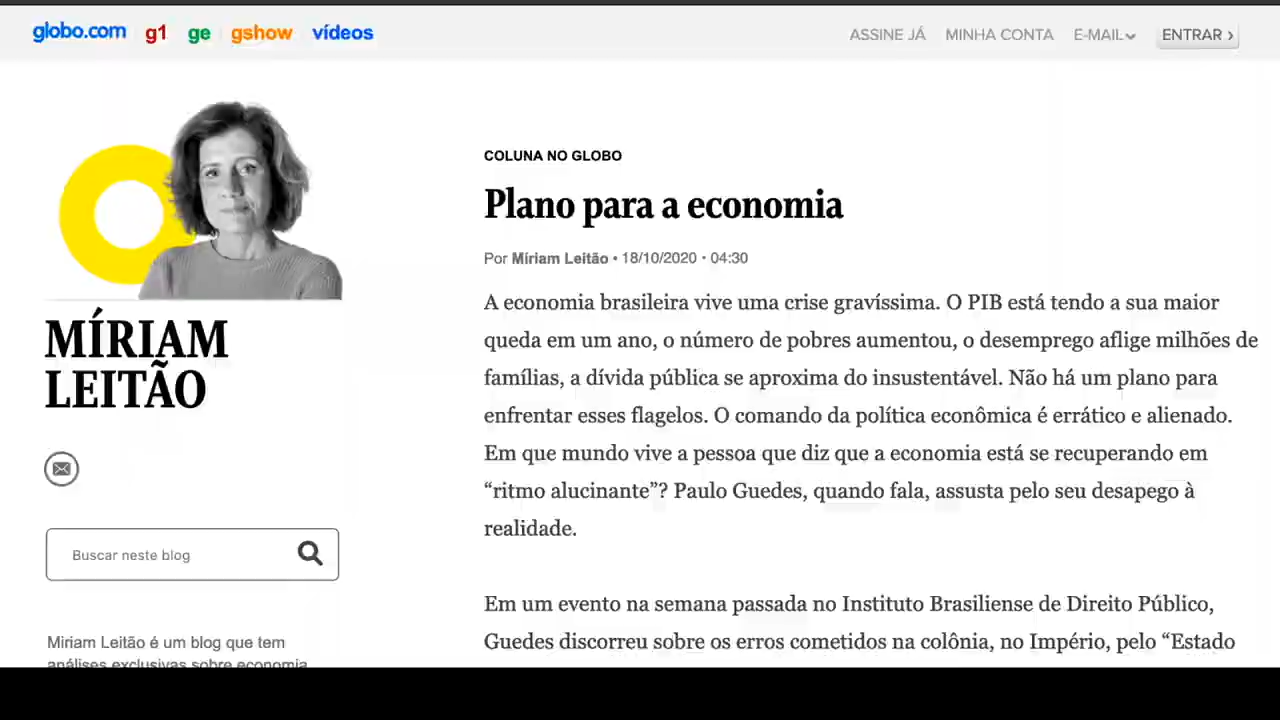 globo.com g1 ge gshow vídeos ASSINE JÁ MINHA CONTA E-MAIL ENTRAR ›
MÍRIAM
LEITÃO
Buscar neste blog
Míriam Leitão é um blog que tem
análises exclusivas sobre economia
COLUNA NO GLOBO
Plano para a economia
Por Míriam Leitão • 18/10/2020 • 04:30
A economia brasileira vive uma crise gravíssima. O PIB está tendo a sua maior
queda em um ano, o número de pobres aumentou, o desemprego aflige milhões de
famílias, a dívida pública se aproxima do insustentável. Não há um plano para
enfrentar esses flagelos. O comando da política econômica é errático e alienado.
Em que mundo vive a pessoa que diz que a economia está se recuperando em
“ritmo alucinante”? Paulo Guedes, quando fala, assusta pelo seu desapego à
realidade.
Em um evento na semana passada no Instituto Brasiliense de Direito Público,
Guedes discorreu sobre os erros cometidos na colônia, no Império, pelo “Estado